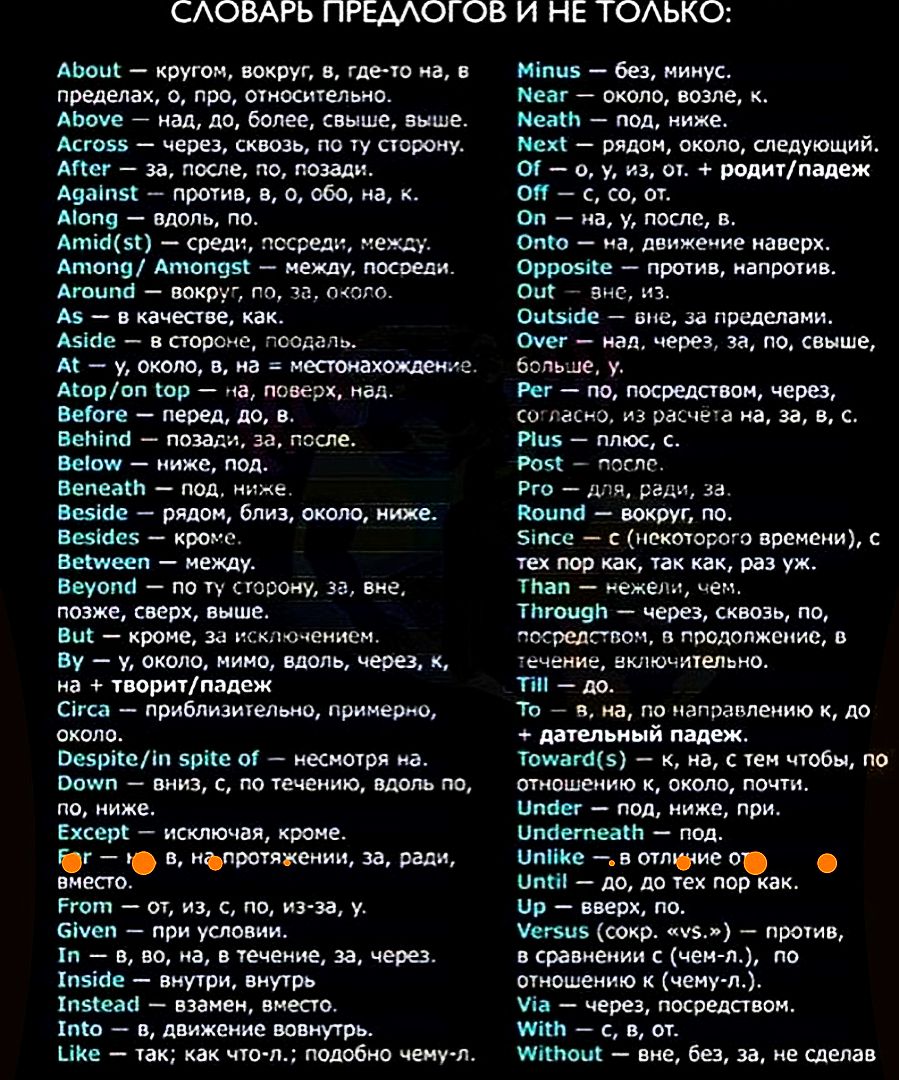 СЛОВАРЬ ПРЕДЛОГОВ И НЕ ТОЛЬКО:
About — кругом, вокруг, в, где-то на, в
пределах, о, про, относительно.
Above — над, до, более, свыше, выше.
Across — через, сквозь, по ту сторону.
After — за, после, по, позади.
Against — против, в, о, обо, на, к.
Along — вдоль, по.
Amid(st) — среди, посреди, между.
Among/ Amongst — между, посреди.
Around — вокруг, по, за, около.
As — в качестве, как.
Aside — в стороне, поодаль.
At — у, около, в, на = местонахождение.
Atop/on top — на, поверх, над.
Before — перед, до, в.
Behind — позади, за, после.
Below — ниже, под.
Beneath — под, ниже.
Beside — рядом, близ, около, ниже.
Besides — кроме.
Between — между.
Beyond — по ту сторону, за, вне,
позже, сверх, выше.
But — кроме, за исключением.
By — у, около, мимо, вдоль, через, к,
на + творит/падеж
Circa — приблизительно, примерно,
около.
Despite/in spite of — несмотря на.
Down — вниз, с, по течению, вдоль по,
по, ниже.
Except — исключая, кроме.
For — в, на протяжении, за, ради,
вместо.
From — от, из, с, по, из-за, у.
Given — при условии.
In — в, во, на, в течение, за, через.
Inside — внутри, внутрь
Instead — взамен, вместо.
Into — в, движение вовнутрь.
Like — так; как что-л.; подобно чему-л.
Minus — без, минус.
Near — около, возле, к.
Neath — под, ниже.
Next — рядом, около, следующий.
Of — о, у, из, от. + родит/падеж
Off — с, со, от.
On — на, у, после, в.
Onto — на, движение наверх.
Opposite — против, напротив.
Out — вне, из.
Outside — вне, за пределами.
Over — над, через, за, по, свыше,
больше, у.
Per — по, посредством, через,
согласно, из расчёта на, за, в, с.
Plus — плюс, с.
Post — после.
Pro — для, ради, за.
Round — вокруг, по.
Since — с (некоторого времени), с
тех пор как, так как, раз уж.
Than — нежели, чем.
Through — через, сквозь, по,
посредством, в продолжение, в
течение, включительно.
Till — до.
To — в, на, по направлению к, до
+ дательный падеж.
Toward(s) — к, на, с тем чтобы, по
отношению к, около, почти.
Under — под, ниже, при.
Underneath — под.
Unlike — в отличие от
Until — до, до тех пор как.
Up — вверх, по.
Versus (сокр. «vs.») — против,
в сравнении с (чем-л.), по
отношению к (чему-л.).
Via — через, посредством.
With — с, в, от.
Without — вне, без, за, не сделав